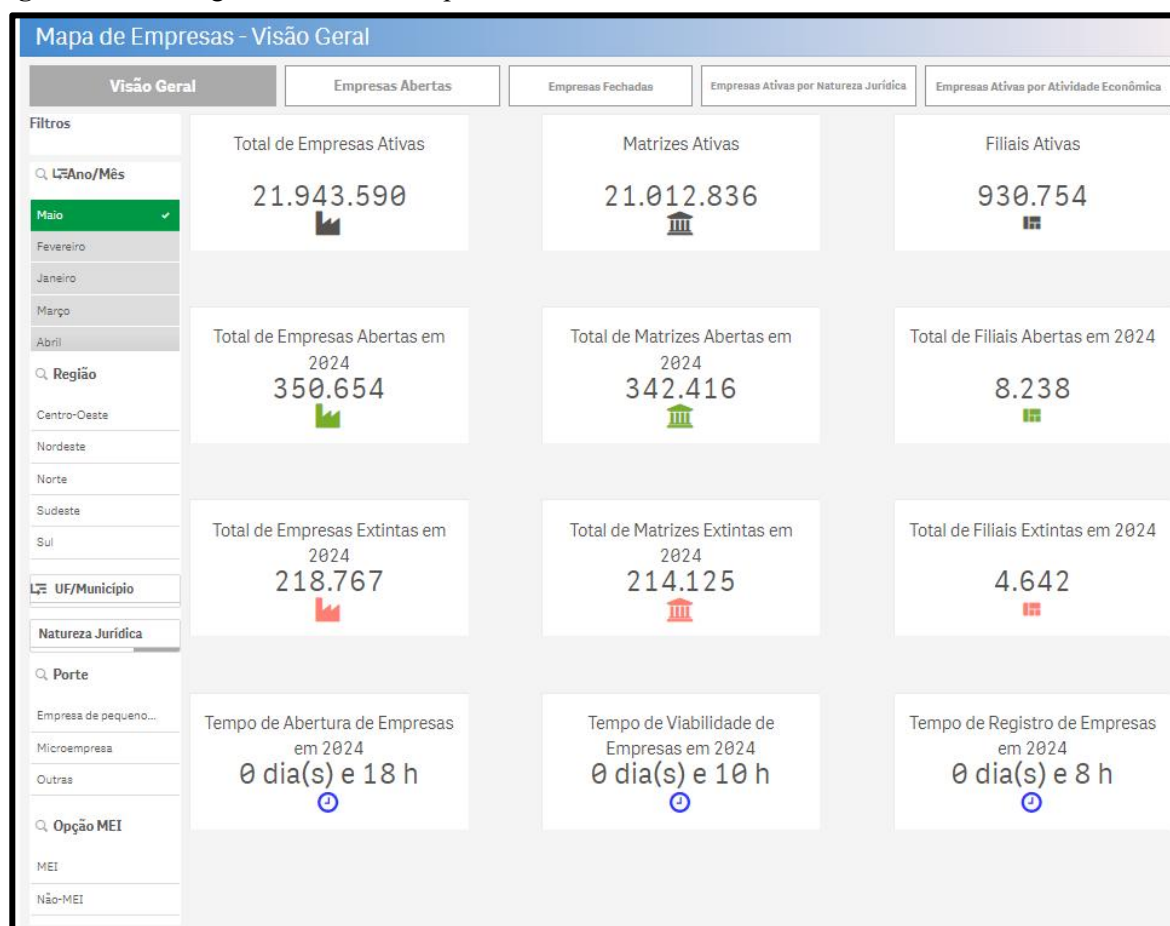 Mapa de Empresas - Visão Geral
Visão Geral
Empresas Abertas
Empresas Fechadas
Empresas Ativas por Natureza Jurídica
Empresas Ativas por Atividade Econômica
Filtros
Ano/Mês
Maio
Fevereiro
Janeiro
Março
Abril
Região
Centro-Oeste
Nordeste
Norte
Sudeste
Sul
UF/Município
Natureza Jurídica
Porte
Empresa de pequeno...
Microempresa
Outras
Opção MEI
MEI
Não-MEI
Total de Empresas Ativas
21.943.590
Matrizes Ativas
21.012.836
Filiais Ativas
930.754
Total de Empresas Abertas em
2024
350.654
Total de Matrizes Abertas em
2024
342.416
Total de Filiais Abertas em 2024
8.238
Total de Empresas Extintas em
2024
218.767
Total de Matrizes Extintas em
2024
214.125
Total de Filiais Extintas em 2024
4.642
Tempo de Abertura de Empresas
em 2024
0 dia(s) e 18 h
Tempo de Viabilidade de
Empresas em 2024
0 dia(s) e 10 h
Tempo de Registro de Empresas
em 2024
0 dia(s) e 8 h